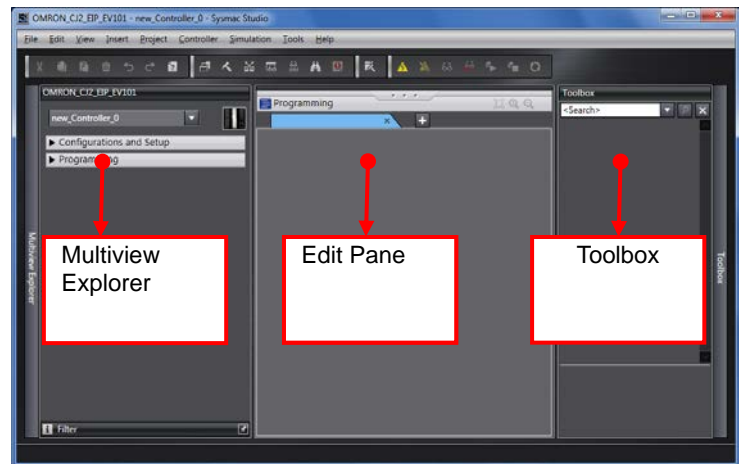 OMRON_CJ2_EIP_EV101 - new_Controller_0 - Sysmac Studio
File Edit View Insert Project Controller Simulation Tools Help
OMRON_CJ2_EIP_EV101
new_Controller_0
Configurations and Setup
Programming
Multiview Explorer
Filter
Programming
Toolbox
<Search>
Toolbox
Multiview
Explorer
Edit Pane
Toolbox